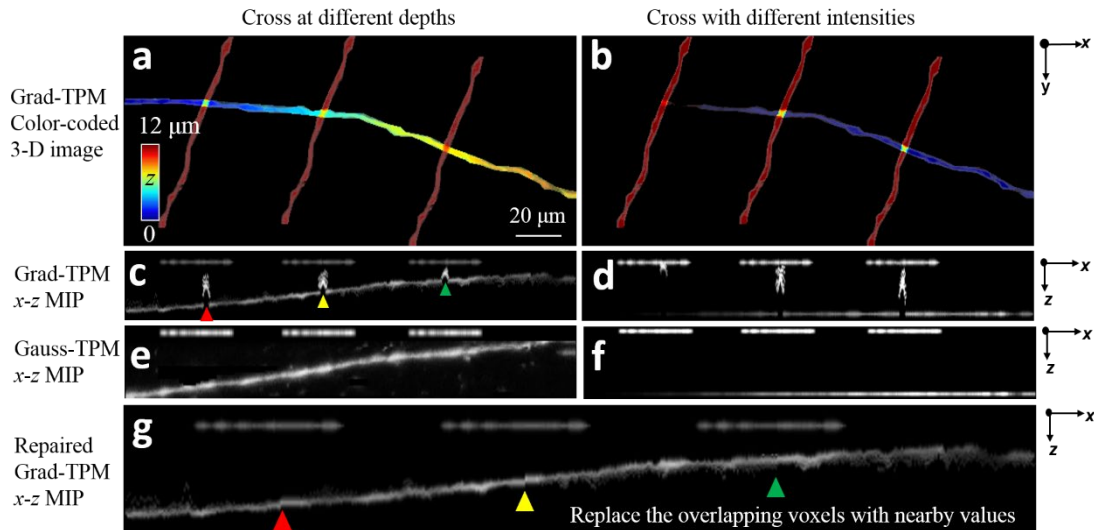 Cross at different depths
Cross with different intensities
a
b
x
y
Grad-TPM
Color-coded
3-D image
12 μm
z
0
20 μm
Grad-TPM
x-z MIP
c
d
x
z
Gauss-TPM
x-z MIP
e
f
x
z
Repaired
Grad-TPM
x-z MIP
g
x
z
Replace the overlapping voxels with nearby values